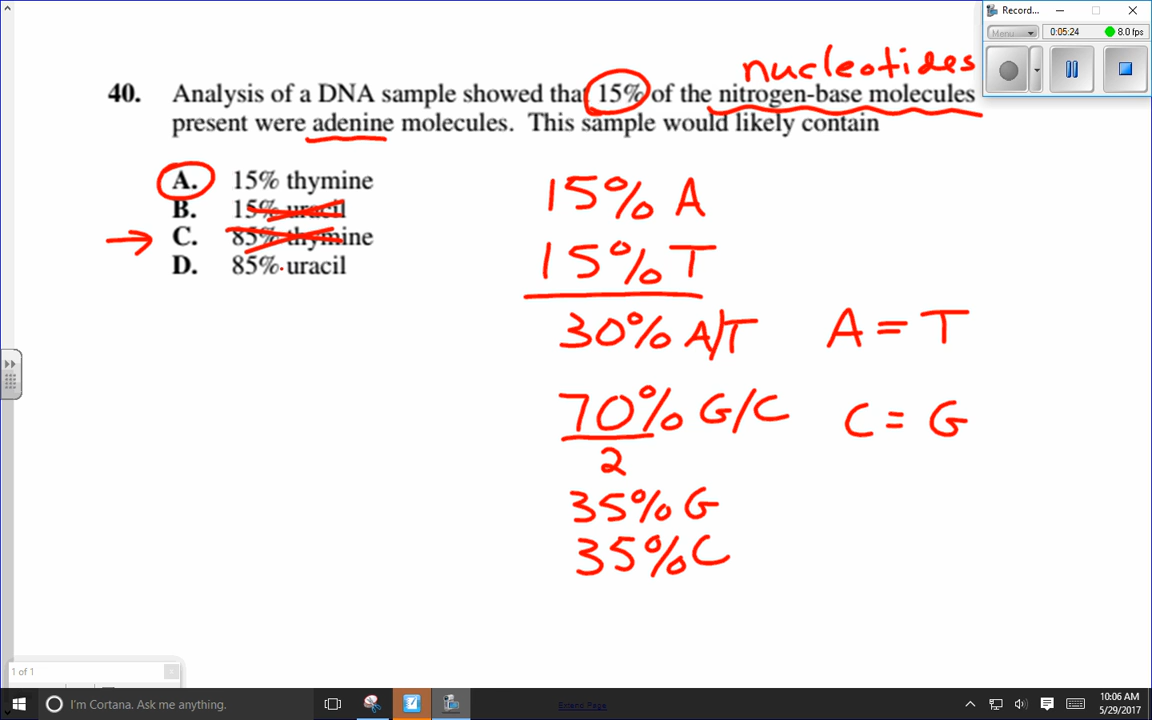 Record...
Menu
0:05:24
8.0 fps
nucleotides
40. Analysis of a DNA sample showed that 15% of the nitrogen-base molecules
present were adenine molecules. This sample would likely contain
A. 15% thymine
B. 15% uracil
C. 85% thymine
D. 85% uracil
15% A
15% T
30% A/T
A = T
70% G/C
C = G
2
35% G
35% C
1 of 1
I'm Cortana. Ask me anything.
Extend Page
10:06 AM
5/29/2017